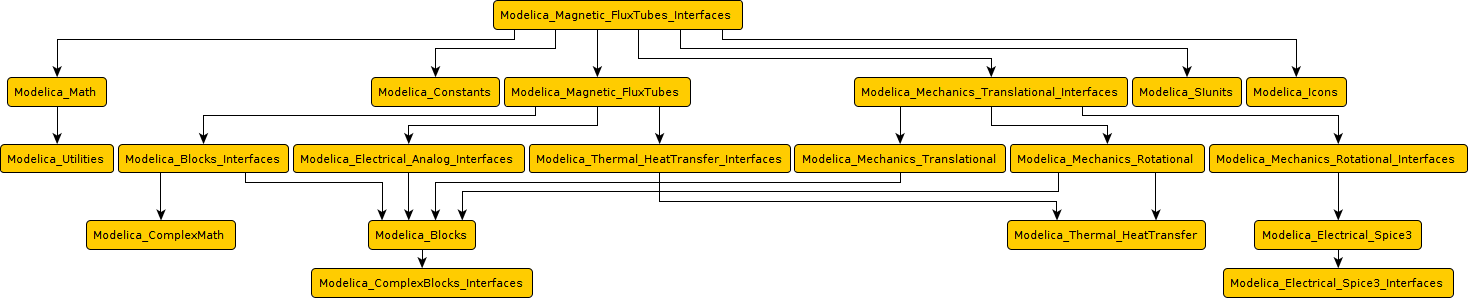 Modelica_Magnetic_FluxTubes_Interfaces
Modelica_Math
Modelica_Constants
Modelica_Magnetic_FluxTubes
Modelica_Mechanics_Translational_Interfaces
Modelica_SIunits
Modelica_Icons
Modelica_Utilities
Modelica_Blocks_Interfaces
Modelica_Electrical_Analog_Interfaces
Modelica_Thermal_HeatTransfer_Interfaces
Modelica_Mechanics_Translational
Modelica_Mechanics_Rotational
Modelica_Mechanics_Rotational_Interfaces
Modelica_ComplexMath
Modelica_Blocks
Modelica_Thermal_HeatTransfer
Modelica_Electrical_Spice3
Modelica_ComplexBlocks_Interfaces
Modelica_Electrical_Spice3_Interfaces